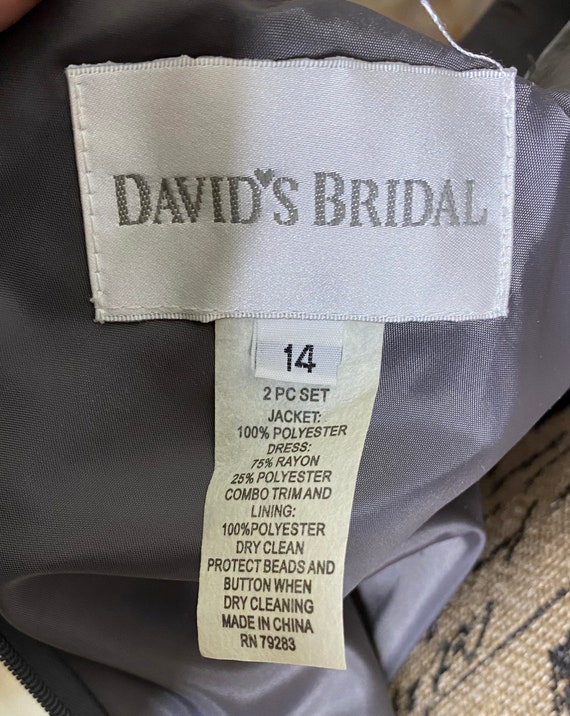 DAVID'S BRIDAL
14
2 PC SET
JACKET:
100% POLYESTER
DRESS:
75% RAYON
25% POLYESTER
COMBO TRIM AND
LINING:
100%POLYESTER
DRY CLEAN
PROTECT BEADS AND
BUTTON WHEN
DRY CLEANING
MADE IN CHINA
RN 79283